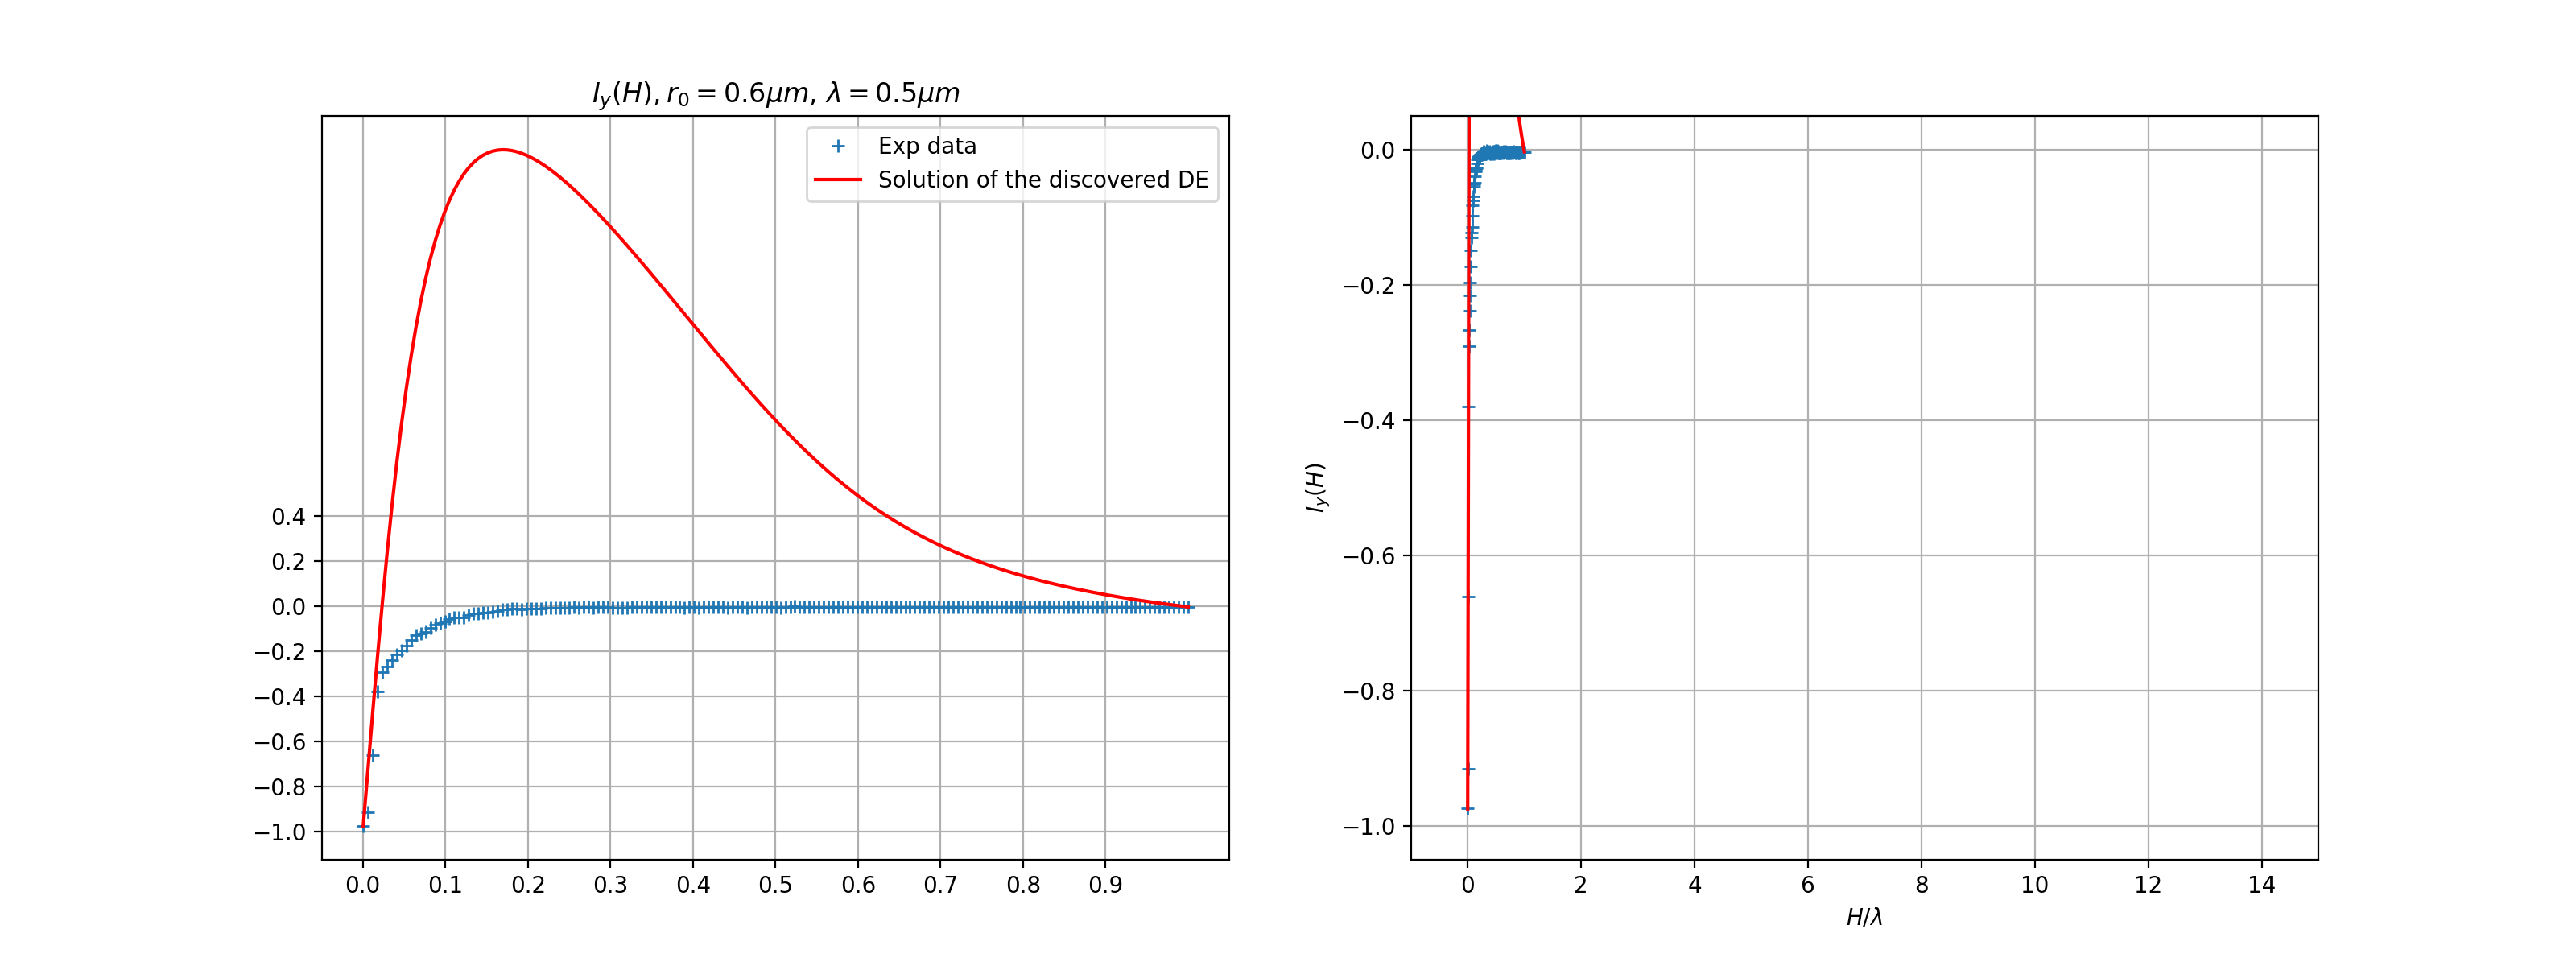 I_y(H), r_0 = 0.6μm, λ = 0.5μm
Exp data
Solution of the discovered DE
0.4
0.2
0.0
−0.2
−0.4
−0.6
−0.8
−1.0
0.0 0.1 0.2 0.3 0.4 0.5 0.6 0.7 0.8 0.9
I_y(H)
0.0
−0.2
−0.4
−0.6
−0.8
−1.0
0 2 4 6 8 10 12 14
H/λ